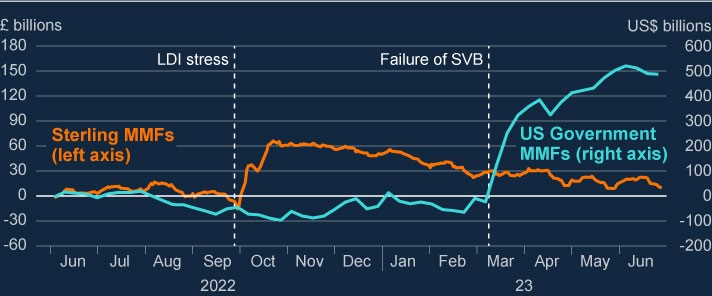 £ billions
US$ billions
180
150
120
90
60
30
0
-30
-60
600
500
400
300
200
100
0
-100
-200
LDI stress
Failure of SVB
Sterling MMFs
(left axis)
US Government
MMFs (right axis)
Jun Jul Aug Sep Oct Nov Dec Jan Feb Mar Apr May Jun
2022 23